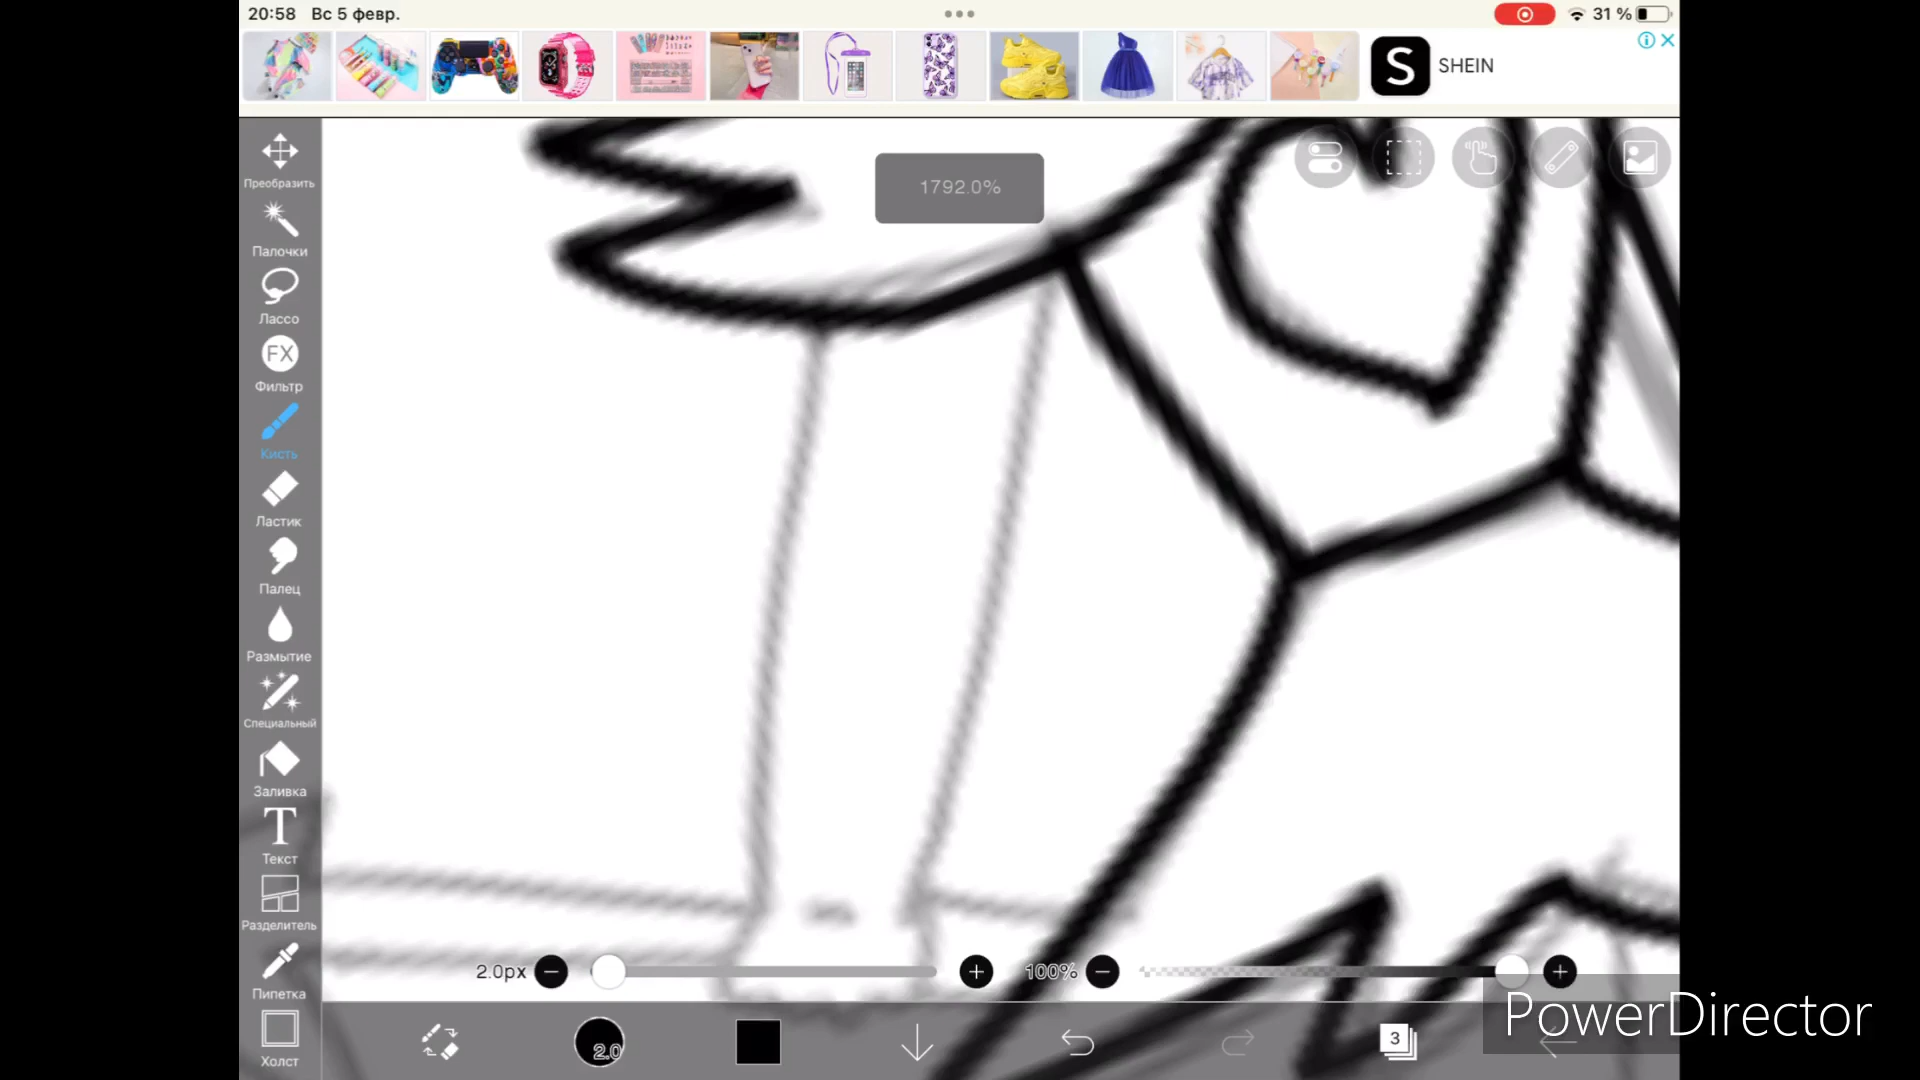 20:58 Вс 5 февр.
31 %
SHEIN
1792.0%
Преобразить
Палочки
Лассо
FX
Фильтр
Кисть
Ластик
Палец
Размытие
Специальный
Заливка
T
Текст
Разделитель
Пипетка
Холст
2.0px
100%
2.0
3
PowerDirector